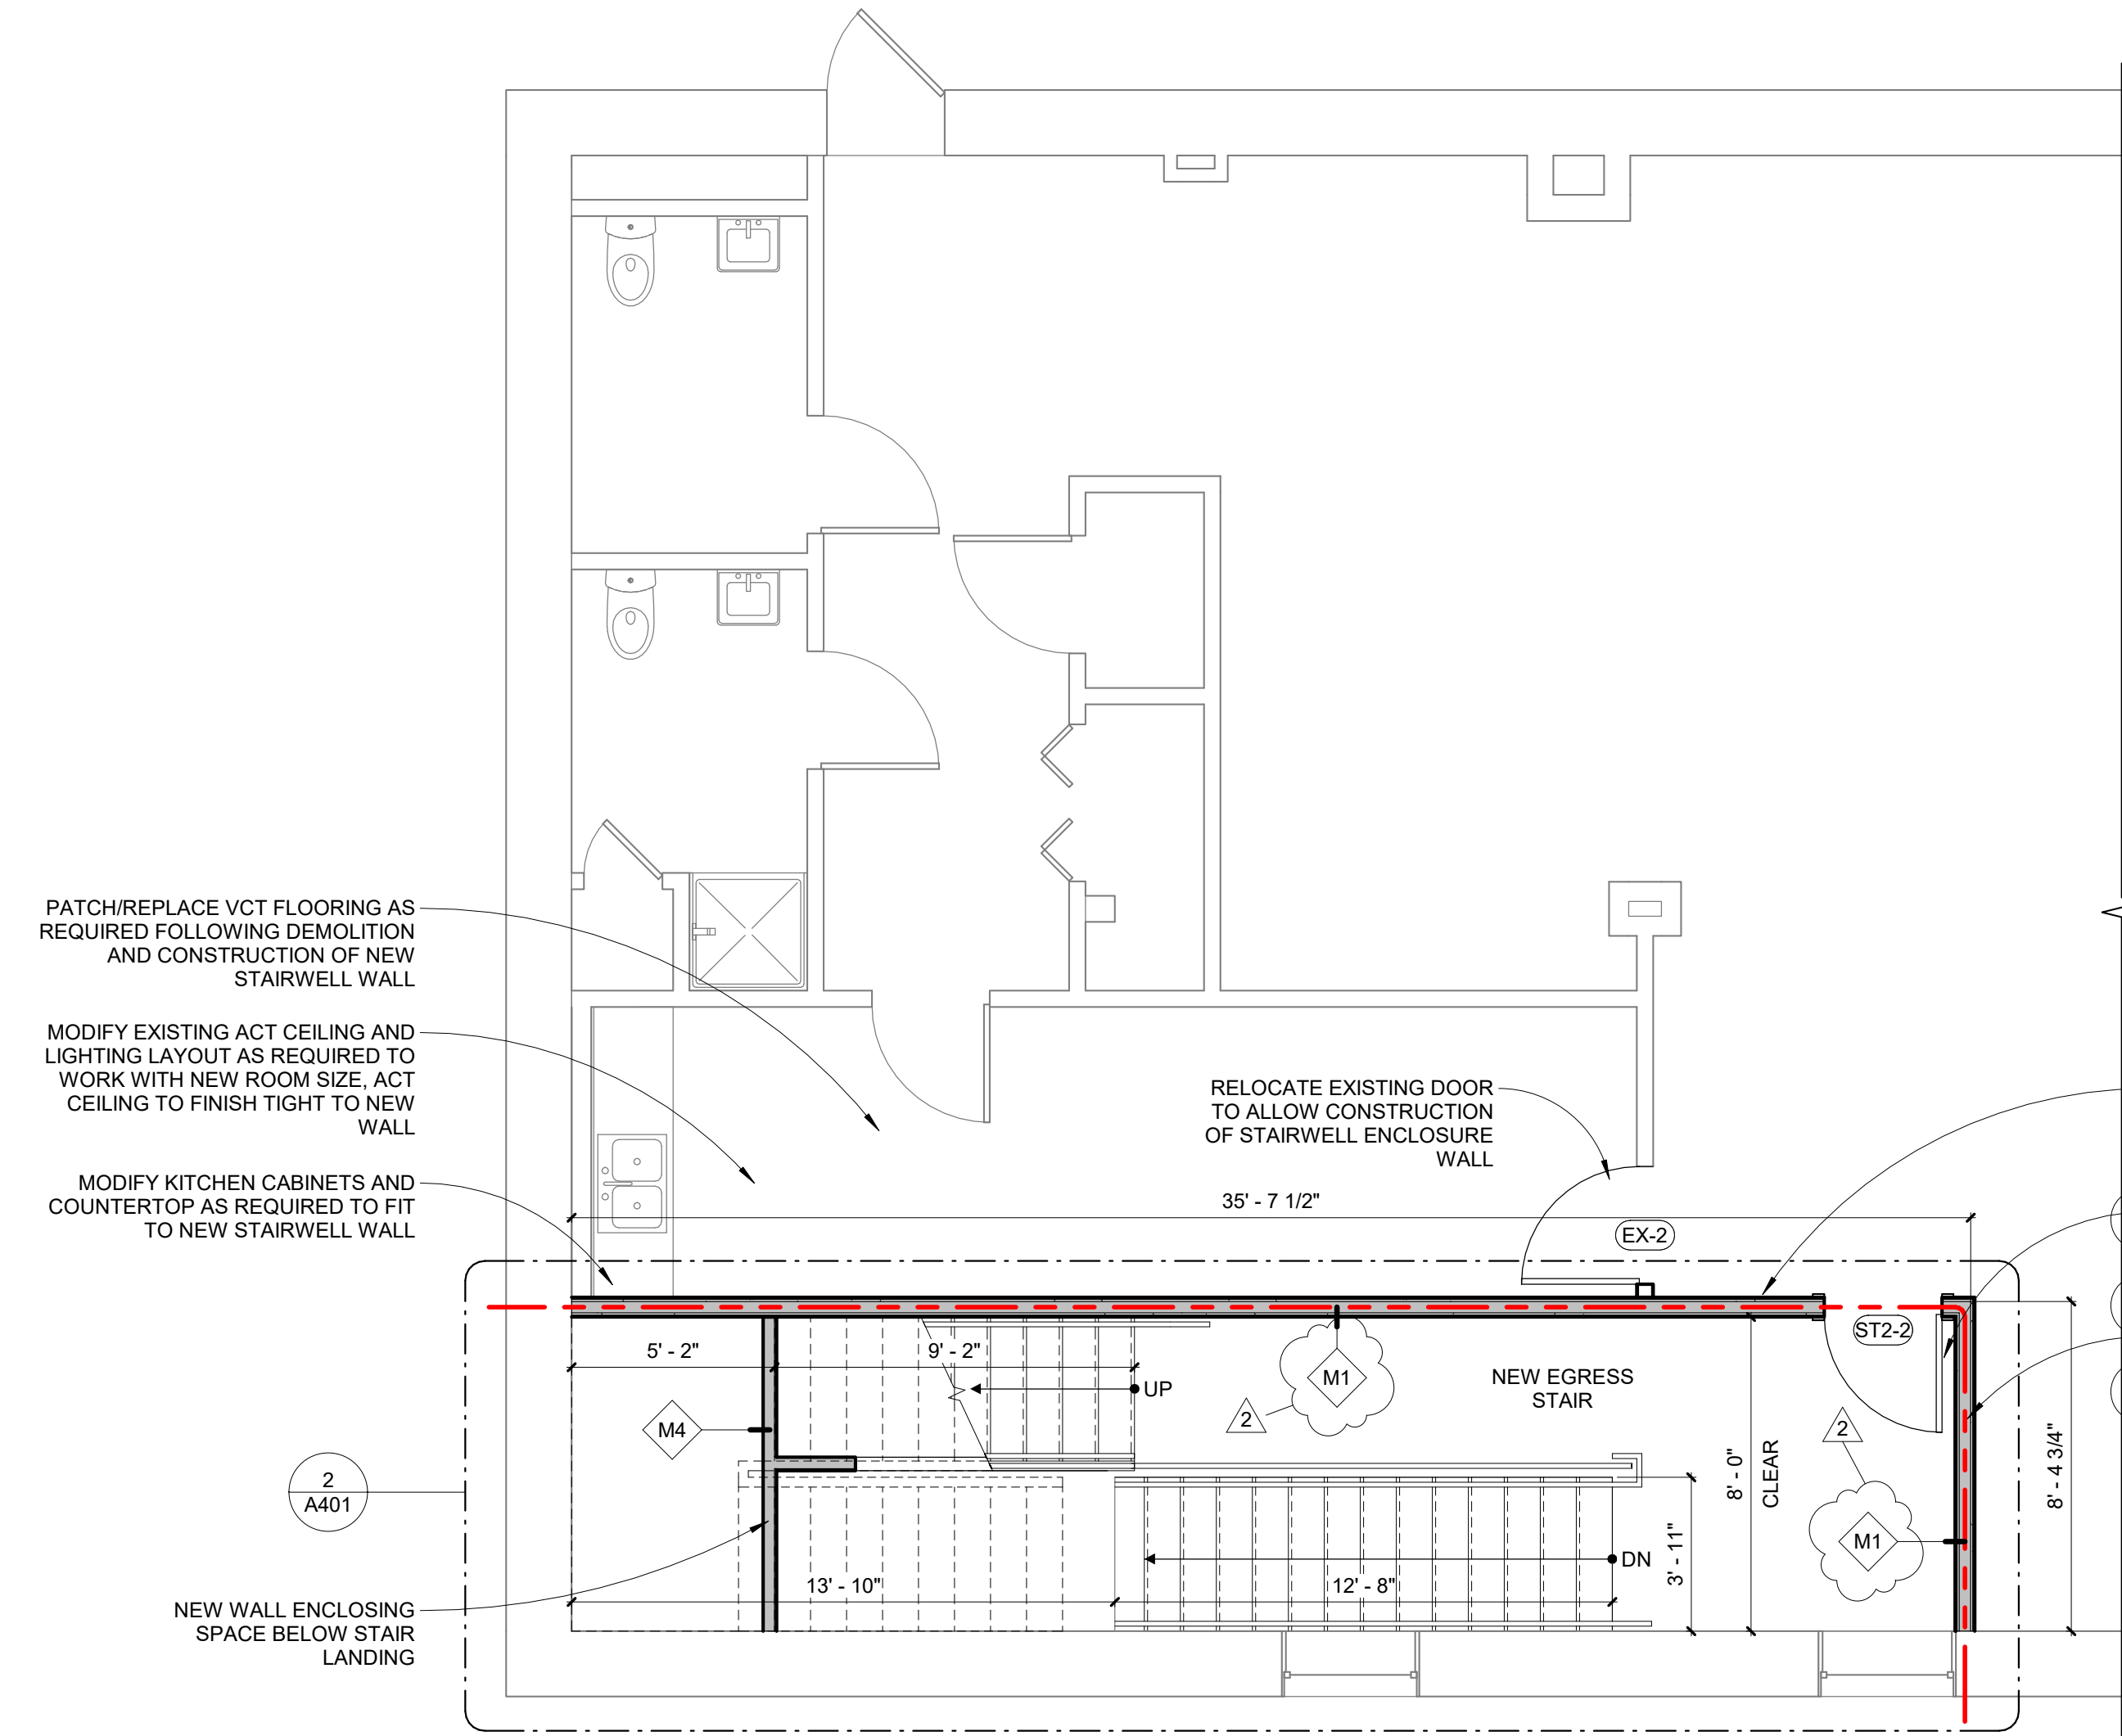 PATCH/REPLACE VCT FLOORING AS
REQUIRED FOLLOWING DEMOLITION
AND CONSTRUCTION OF NEW
STAIRWELL WALL
MODIFY EXISTING ACT CEILING AND
LIGHTING LAYOUT AS REQUIRED TO
WORK WITH NEW ROOM SIZE, ACT
CEILING TO FINISH TIGHT TO NEW
WALL
MODIFY KITCHEN CABINETS AND
COUNTERTOP AS REQUIRED TO FIT
TO NEW STAIRWELL WALL
RELOCATE EXISTING DOOR
TO ALLOW CONSTRUCTION
OF STAIRWELL ENCLOSURE
WALL
35' - 7 1/2"
EX-2
ST2-2
5' - 2"
9' - 2"
UP
M4
M1
2
NEW EGRESS
STAIR
2
8' - 0"
CLEAR
8' - 4 3/4"
2
A401
M1
DN
3' - 11"
13' - 10"
12' - 8"
NEW WALL ENCLOSING
SPACE BELOW STAIR
LANDING